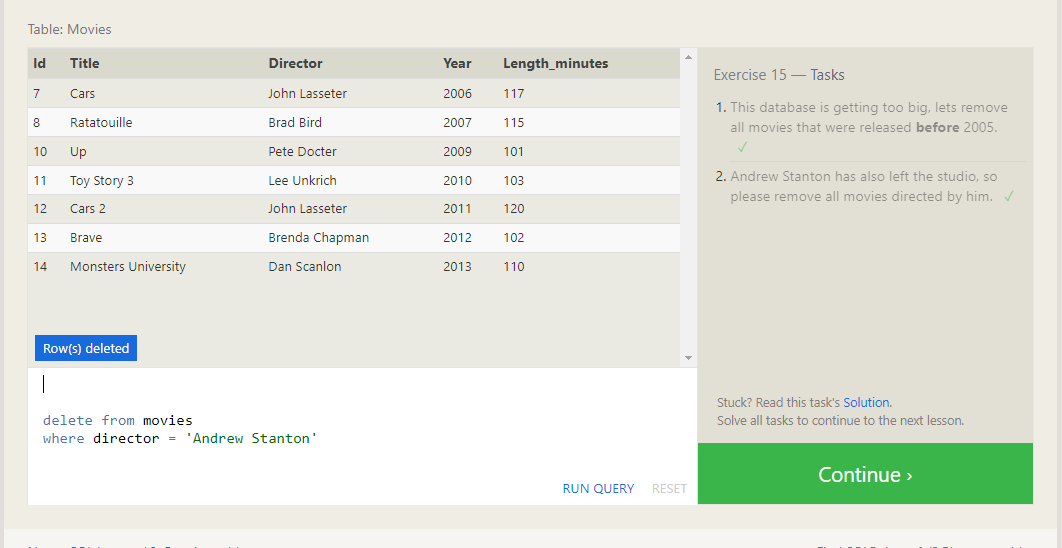 Table: Movies
Id Title Director Year Length_minutes
7 Cars John Lasseter 2006 117
8 Ratatouille Brad Bird 2007 115
10 Up Pete Docter 2009 101
11 Toy Story 3 Lee Unkrich 2010 103
12 Cars 2 John Lasseter 2011 120
13 Brave Brenda Chapman 2012 102
14 Monsters University Dan Scanlon 2013 110
Row(s) deleted
delete from movies
where director = 'Andrew Stanton'
RUN QUERY RESET
Exercise 15 — Tasks
1. This database is getting too big, lets remove
all movies that were released before 2005.
✓
2. Andrew Stanton has also left the studio, so
please remove all movies directed by him. ✓
Stuck? Read this task's Solution.
Solve all tasks to continue to the next lesson.
Continue ›